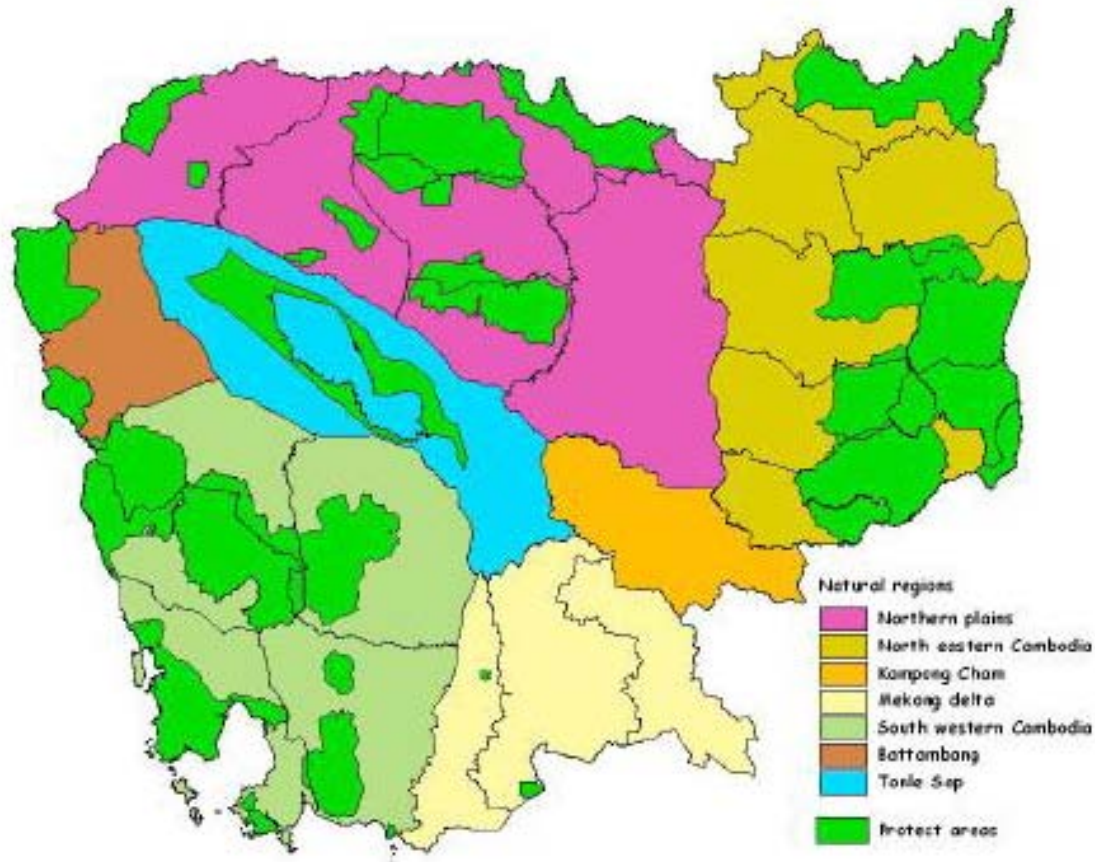 Natural regions
Northern plains
North eastern Cambodia
Kampong Cham
Mekong delta
South western Cambodia
Battambang
Tonle Sap
Protect areas